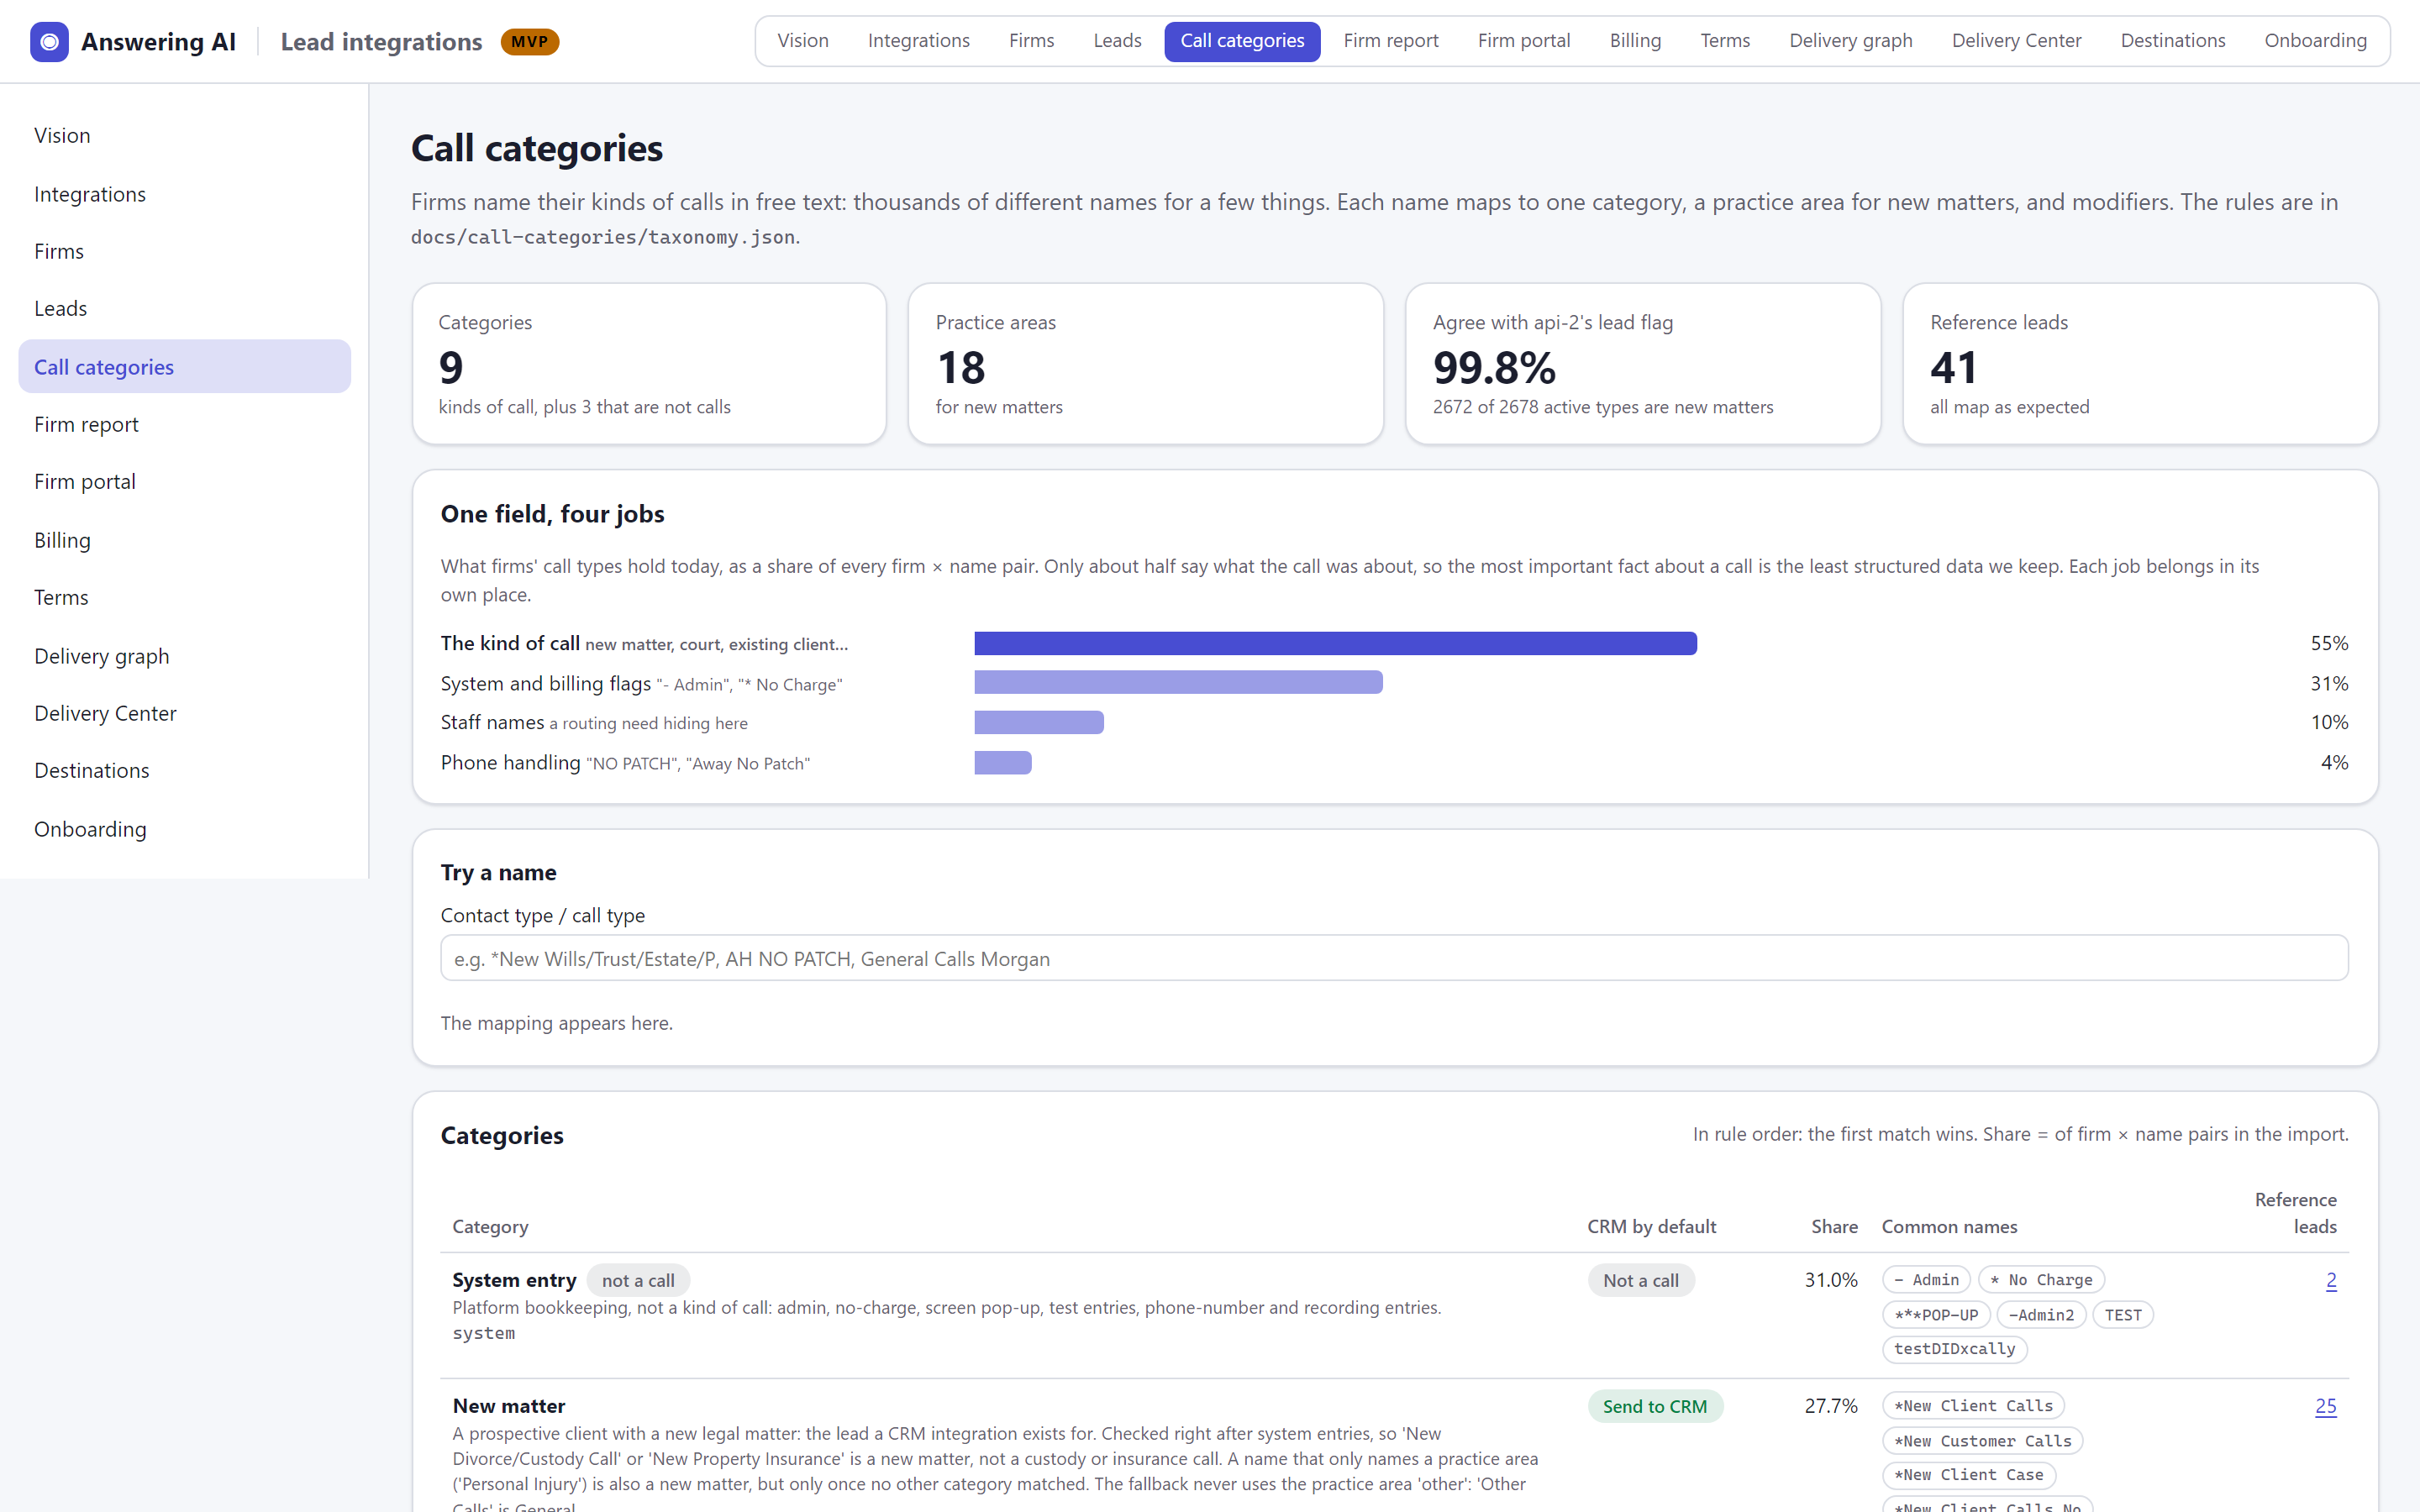 Answering AI
Lead integrations
MVP
Vision
Integrations
Firms
Leads
Call categories
Firm report
Firm portal
Billing
Terms
Delivery graph
Delivery Center
Destinations
Onboarding
Vision
Integrations
Firms
Leads
Call categories
Firm report
Firm portal
Billing
Terms
Delivery graph
Delivery Center
Destinations
Onboarding
Call categories
Firms name their kinds of calls in free text: thousands of different names for a few things. Each name maps to one category, a practice area for new matters, and modifiers. The rules are in
docs/call-categories/taxonomy.json.
Categories
9
kinds of call, plus 3 that are not calls
Practice areas
18
for new matters
Agree with api-2's lead flag
99.8%
2672 of 2678 active types are new matters
Reference leads
41
all map as expected
One field, four jobs
What firms' call types hold today, as a share of every firm × name pair. Only about half say what the call was about, so the most important fact about a call is the least structured data we keep. Each job belongs in its
own place.
The kind of call new matter, court, existing client... 55%
System and billing flags "- Admin", "* No Charge" 31%
Staff names a routing need hiding here 10%
Phone handling "NO PATCH", "Away No Patch" 4%
Try a name
Contact type / call type
e.g. *New Wills/Trust/Estate/P, AH NO PATCH, General Calls Morgan
The mapping appears here.
Categories
In rule order: the first match wins. Share = of firm × name pairs in the import.
Category
CRM by default
Share
Common names
Reference
leads
System entry not a call
Platform bookkeeping, not a kind of call: admin, no-charge, screen pop-up, test entries, phone-number and recording entries.
system
Not a call
31.0%
- Admin
* No Charge
***POP-UP
-Admin2
TEST
testDIDxcally
2
New matter
A prospective client with a new legal matter: the lead a CRM integration exists for. Checked right after system entries, so 'New
Divorce/Custody Call' or 'New Property Insurance' is a new matter, not a custody or insurance call. A name that only names a practice area
('Personal Injury') is also a new matter, but only once no other category matched. The fallback never uses the practice area 'other': 'Other
Calls' is General
Send to CRM
27.7%
*New Client Calls
*New Customer Calls
*New Client Case
*New Client Calls No
25